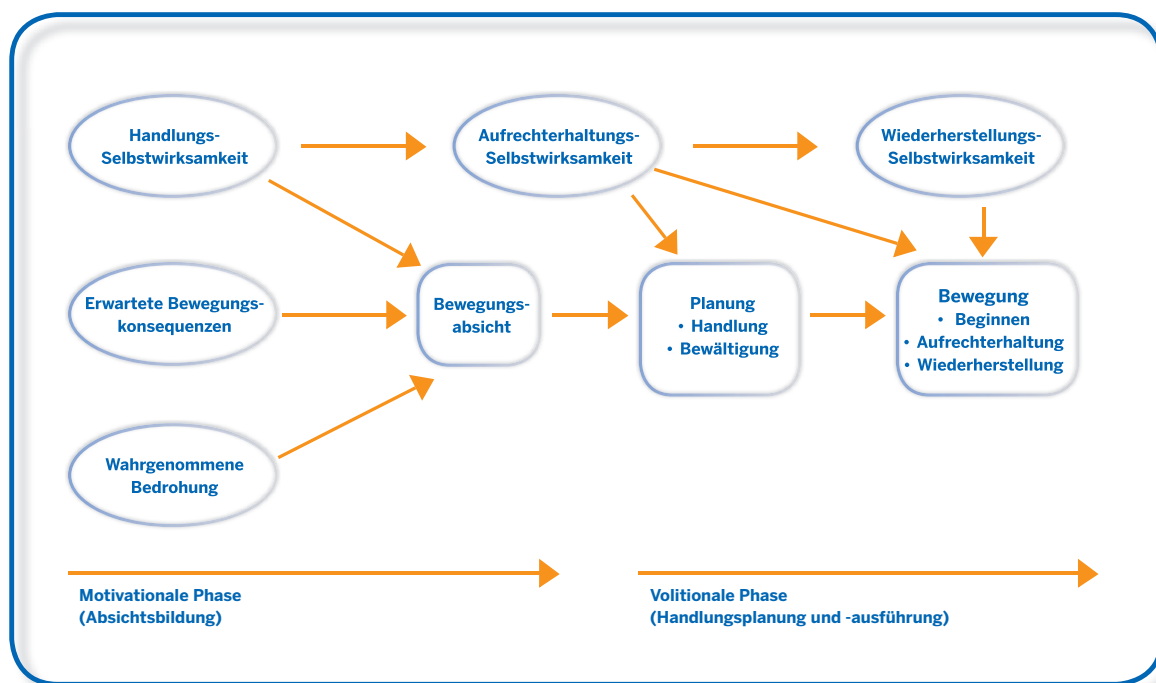 Handlungs-
Selbstwirksamkeit
Aufrechterhaltungs-
Selbstwirksamkeit
Wiederherstellungs-
Selbstwirksamkeit
Erwartete Bewegungs-
konsequenzen
Bewegungs-
absicht
Planung
• Handlung
• Bewältigung
Bewegung
• Beginnen
• Aufrechterhaltung
• Wiederherstellung
Wahrgenommene
Bedrohung
Motivationale Phase
(Absichtsbildung)
Volitionale Phase
(Handlungsplanung und -ausführung)